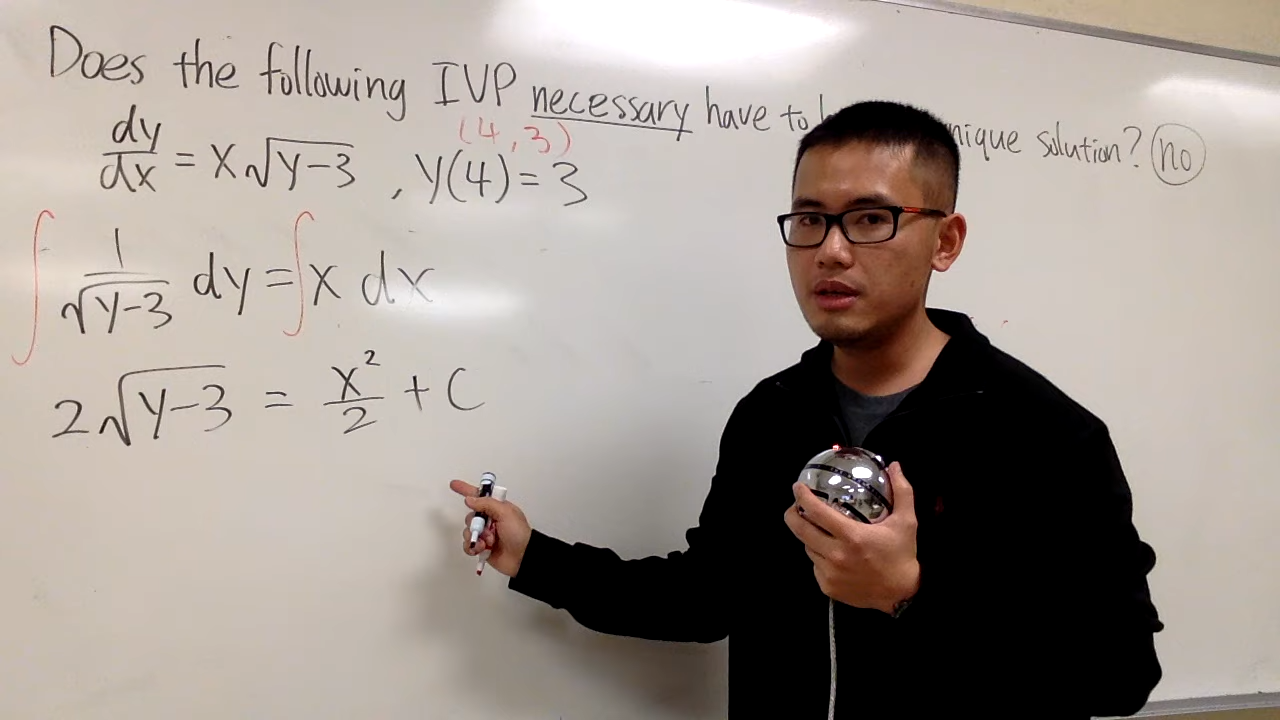 Does the following IVP necessary have to unique solution? no
(4,3)
dy/dx = x√(y-3) , y(4)=3
∫ 1/√(y-3) dy = ∫ x dx
2√(y-3) = x²/2 + C